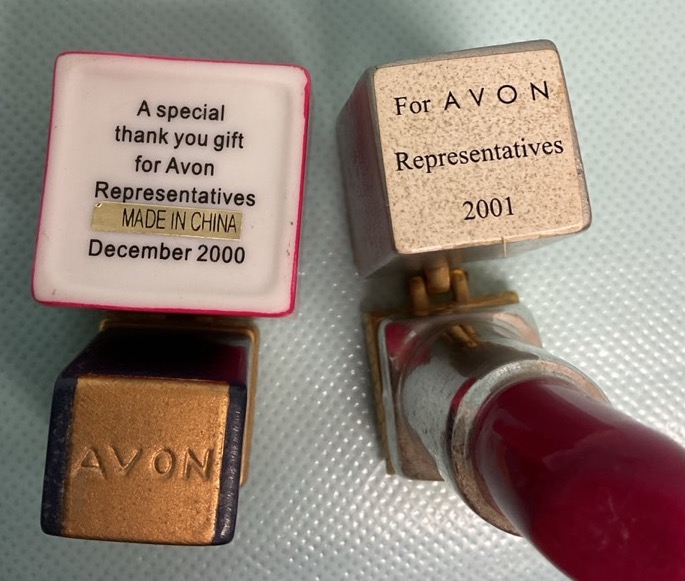 A special
thank you gift
for Avon
Representatives
MADE IN CHINA
December 2000
AVON
For AVON
Representatives
2001